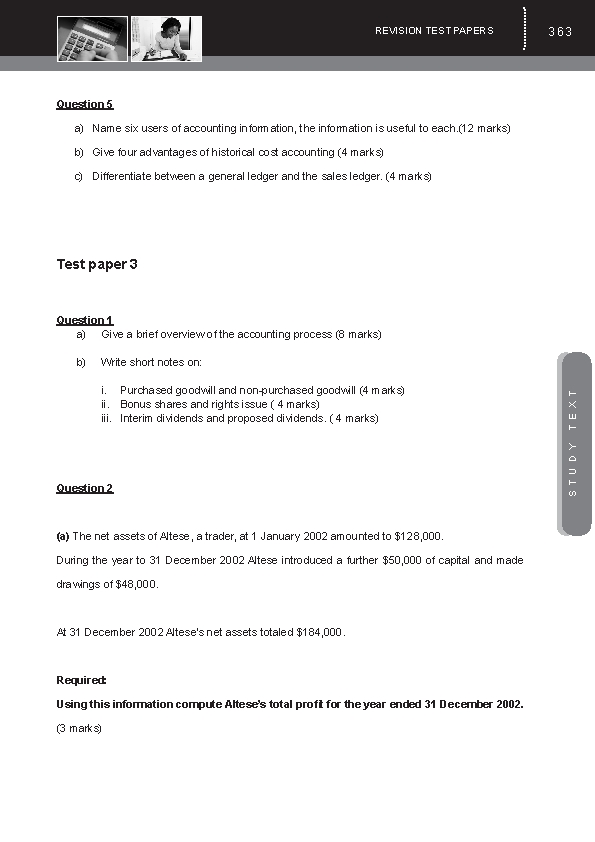 REVISION TEST PAPERS
363
Question 5
a) Name six users of accounting information, the information is useful to each.(12 marks)
b) Give four advantages of historical cost accounting (4 marks)
c) Differentiate between a general ledger and the sales ledger. (4 marks)
Test paper 3
Question 1
a) Give a brief overview of the accounting process (8 marks)
b) Write short notes on:
i. Purchased goodwill and non-purchased goodwill (4 marks)
ii. Bonus shares and rights issue ( 4 marks)
iii. Interim dividends and proposed dividends. ( 4 marks)
STUDY TEXT
Question 2
(a) The net assets of Altese, a trader, at 1 January 2002 amounted to $128,000.
During the year to 31 December 2002 Altese introduced a further $50,000 of capital and made
drawings of $48,000.
At 31 December 2002 Altese's net assets totaled $184,000.
Required:
Using this information compute Altese's total profit for the year ended 31 December 2002.
(3 marks)